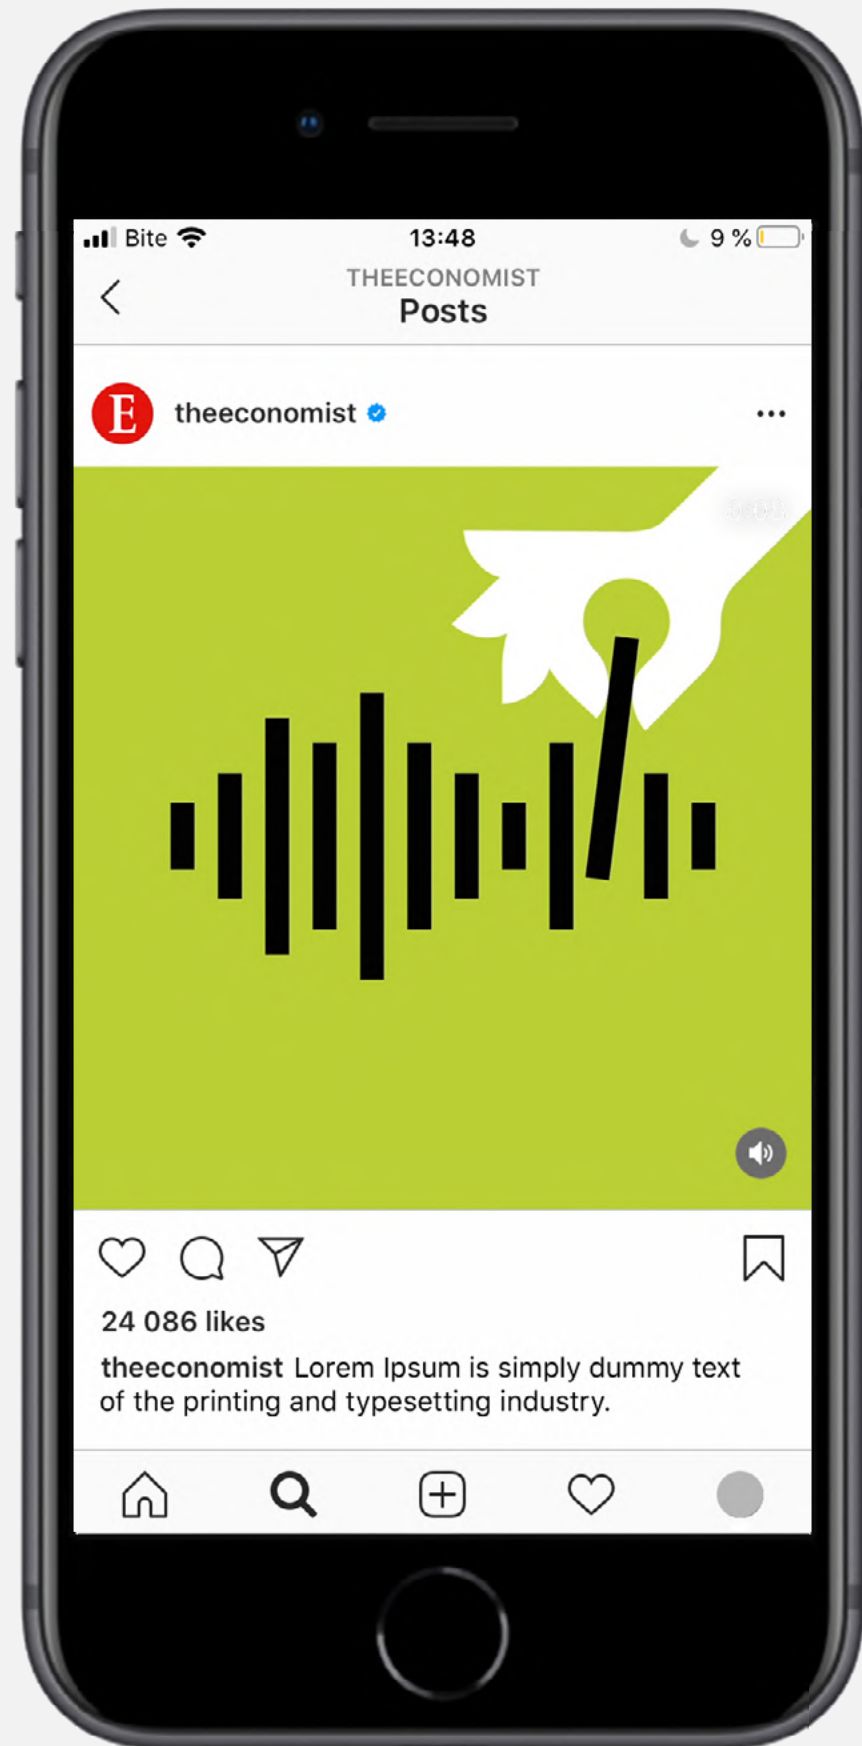 Bite 13:48 9 %
THEECONOMIST
Posts
E theeconomist
24 086 likes
theeconomist Lorem Ipsum is simply dummy text
of the printing and typesetting industry.